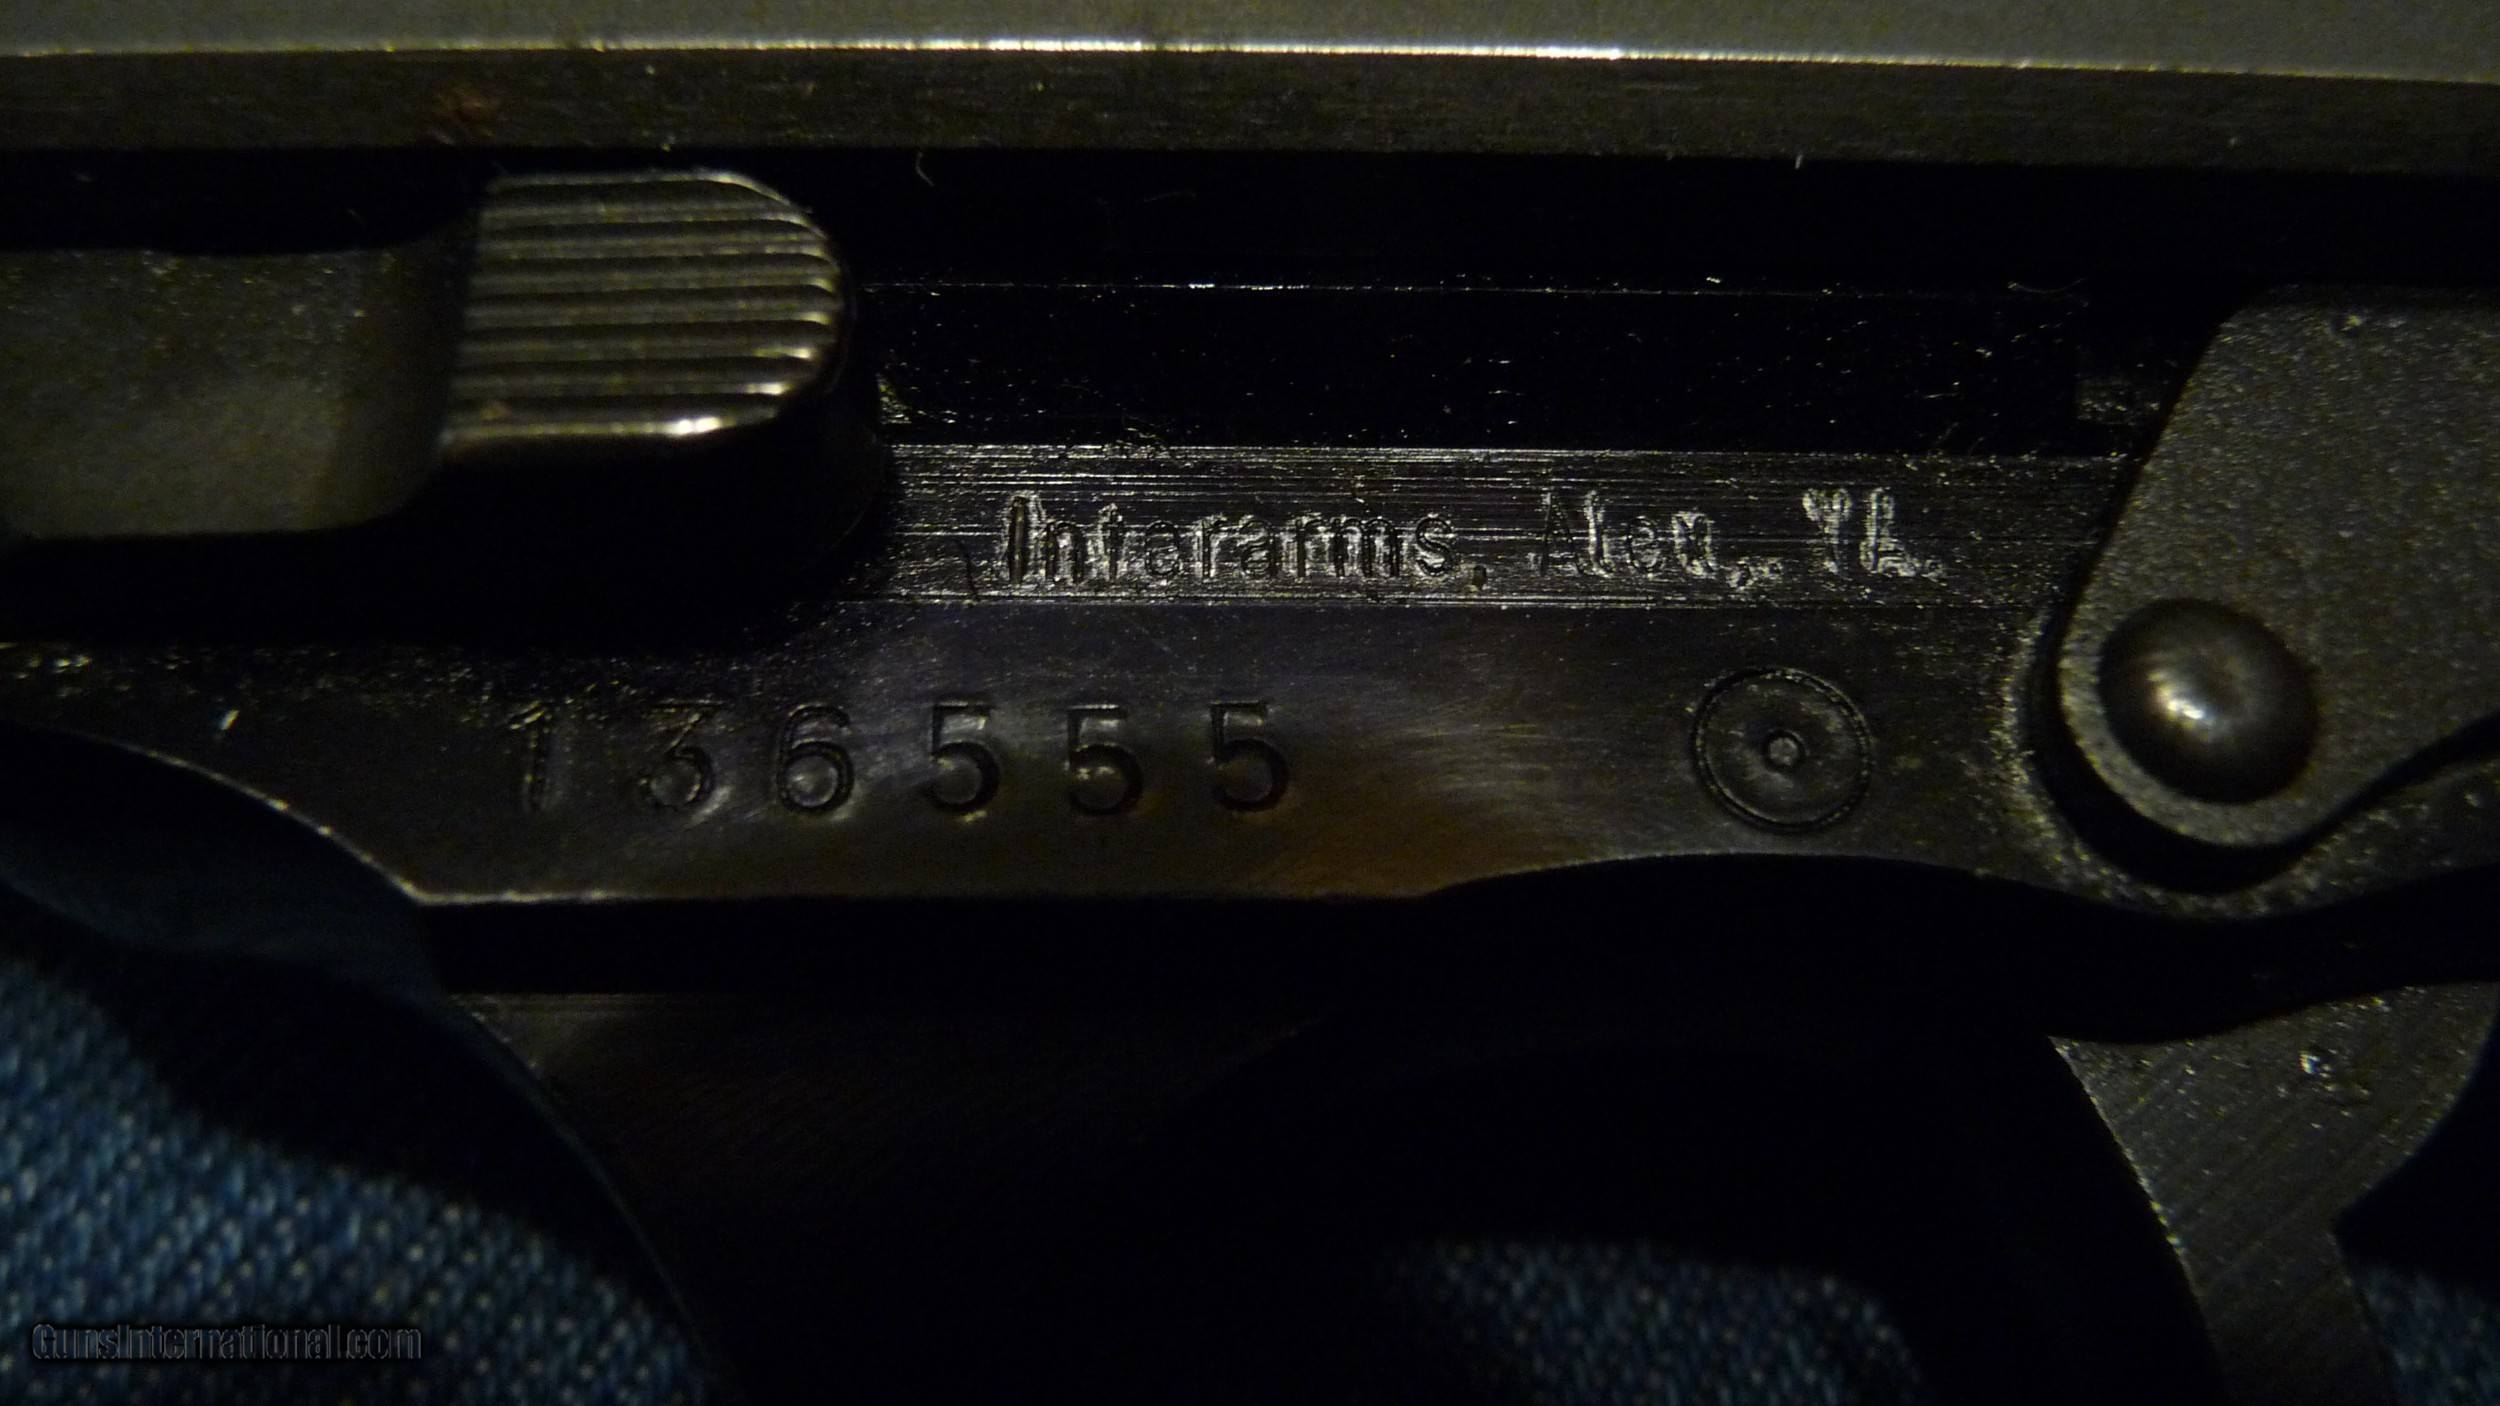 Interarms, Alex., VA.
136555
GunsInternational.com